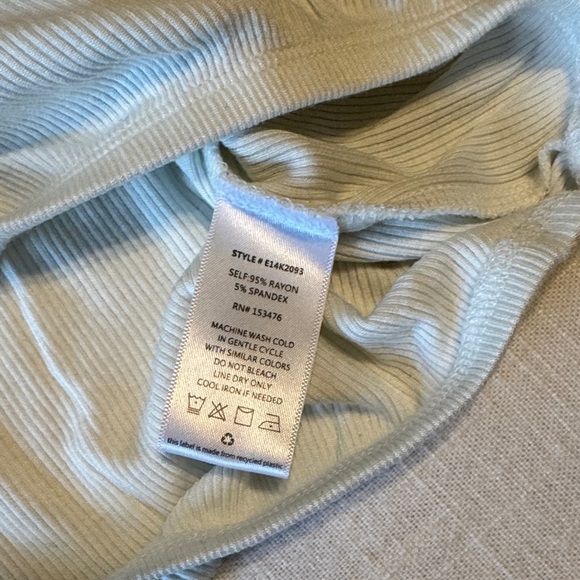 STYLE # E14K2093
SELF:95% RAYON
5% SPANDEX
RN# 153476
MACHINE WASH COLD
IN GENTLE CYCLE
WITH SIMILAR COLORS
DO NOT BLEACH
LINE DRY ONLY
COOL IRON IF NEEDED
this label is made from recycled plastic